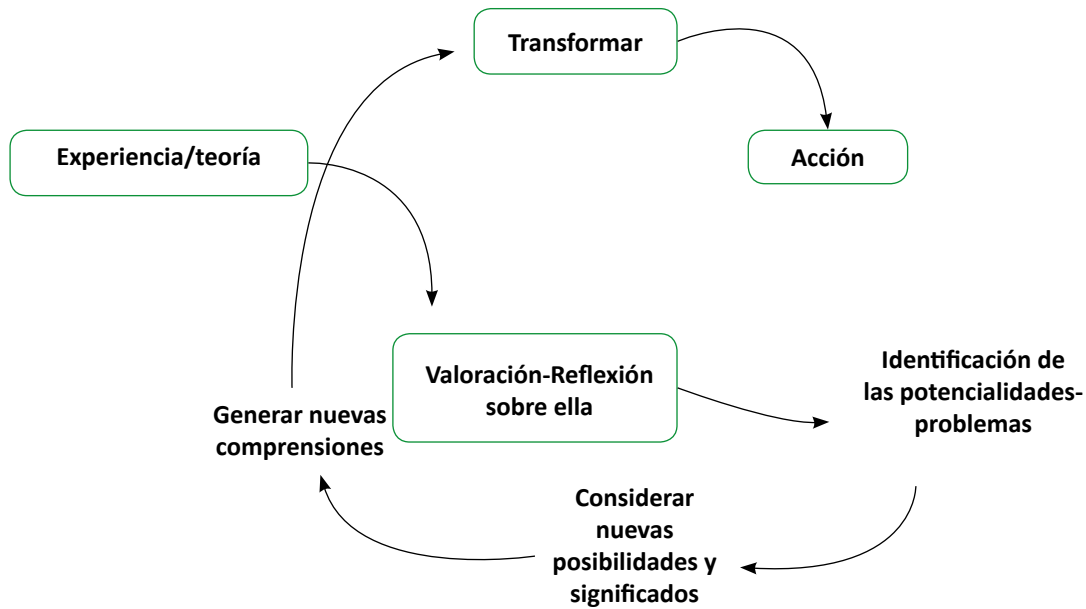 Transformar
Experiencia/teoría
Acción
Valoración-Reflexión
sobre ella
Identificación de
las potencialidades-
problemas
Generar nuevas
comprensiones
Considerar
nuevas
posibilidades y
significados